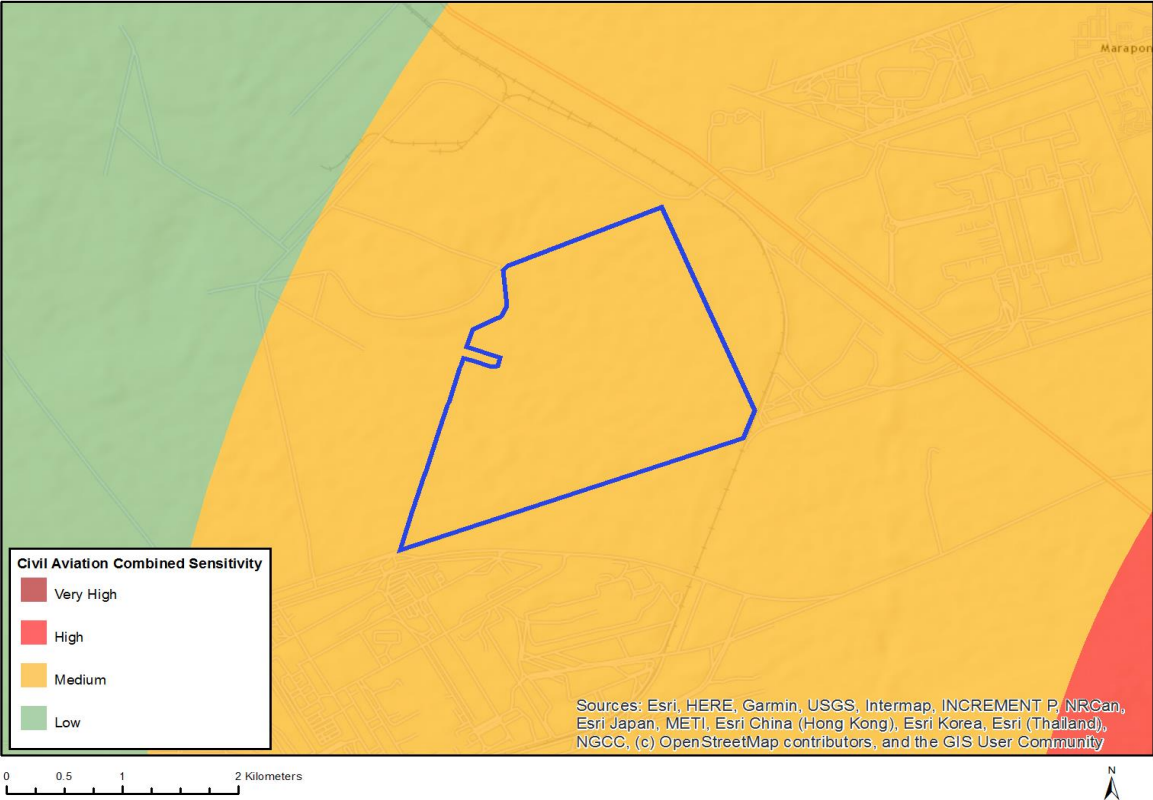 Marapon
Civil Aviation Combined Sensitivity
Very High
High
Medium
Low
Sources: Esri, HERE, Garmin, USGS, Intermap, INCREMENT P, NRCan,
Esri Japan, METI, Esri China (Hong Kong), Esri Korea, Esri (Thailand),
NGCC, (c) OpenStreetMap contributors, and the GIS User Community
0 0.5 1 2 Kilometers
N